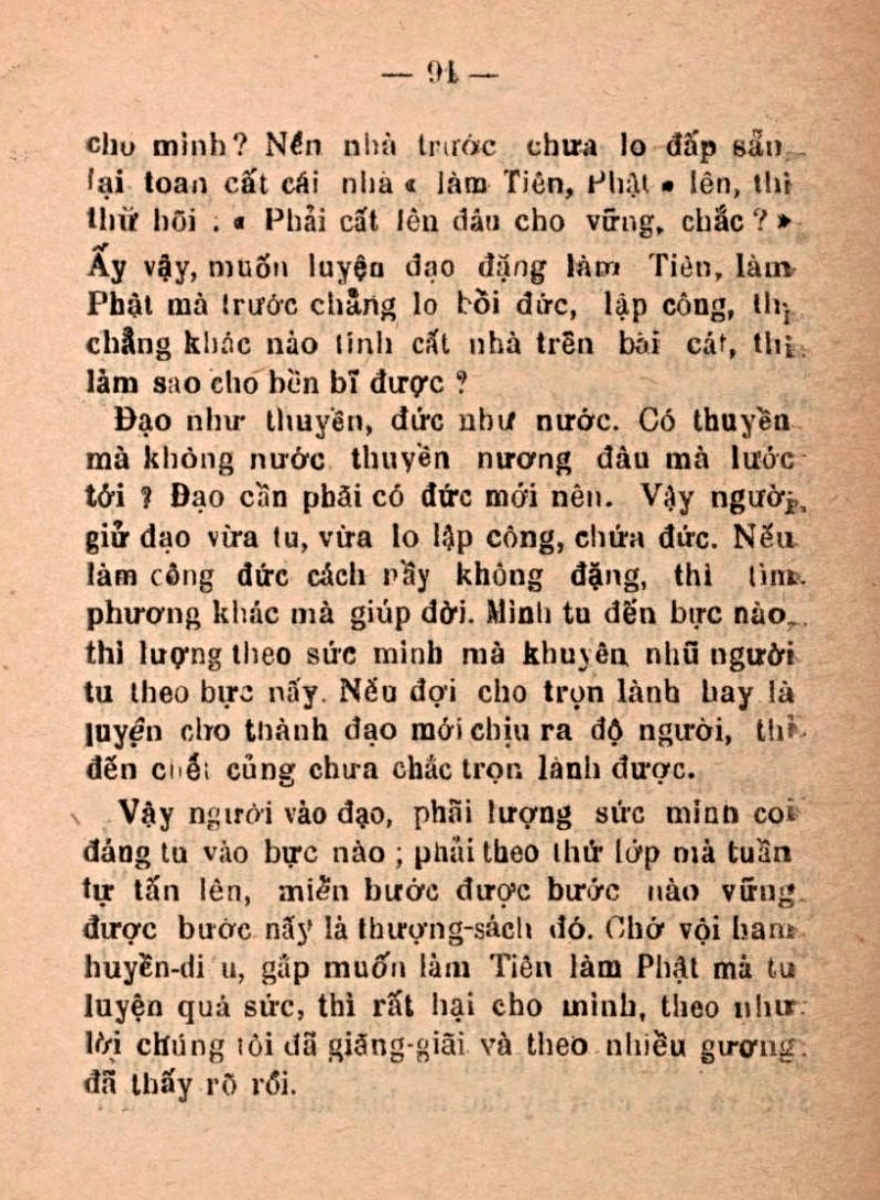 — 94 —
cho mình? Nền nhà trước chưa lo đắp sẵn
lại toan cất cái nhà « làm Tiên, Phật » lên, thì
thử hõi : « Phải cất lên đâu cho vững, chắc ? »
Ấy vậy, muốn luyện đạo đặng làm Tiên, làm
Phật mà trước chẳng lo bồi đức, lập công, thì
chẳng khác nào tính cất nhà trên bãi cát, thì
làm sao cho bền bĩ được ?
Đạo như thuyền, đức như nước. Có thuyền
mà không nước thuyền nương đâu mà lướt
tới ? Đạo cần phãi có đức mới nên. Vậy người
giử đạo vừa tu, vừa lo lập công, chứa đức. Nếu
làm công đức cách nầy không đặng, thì tìm
phương khác mà giúp đời. Mình tu đến bực nào
thì lượng theo sức mình mà khuyên nhũ người
tu theo bực nấy. Nếu đợi cho trọn lành hay là
luyện cho thành đạo mới chịu ra độ người, thì
đến cuối củng chưa chắc trọn lành được.
Vậy người vào đạo, phãi lượng sức mình coi
đáng tu vào bực nào ; phải theo thứ lớp mà tuần
tự tấn lên, miễn bước được bước nào vững
được bước nấy là thượng-sách đó. Chớ vội ham
huyền-diệu, gấp muốn làm Tiên làm Phật mà tu
luyện quá sức, thì rất hại cho mình, theo như
lời chúng tôi đã giãng-giãi và theo nhiều gương
đã thấy rõ rồi.